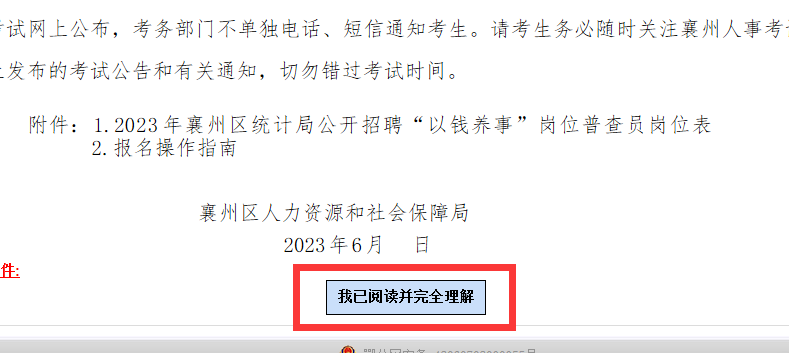 试网上公布，考务部门不单独电话、短信通知考生。请考生务必随时关注襄州人事考
发布的考试公告和有关通知，切勿错过考试时间。
附件：1.2023年襄州区统计局公开招聘“以钱养事”岗位普查员岗位表
2.报名操作指南
襄州区人力资源和社会保障局
2023年6月 日
件:
我已阅读并完全理解